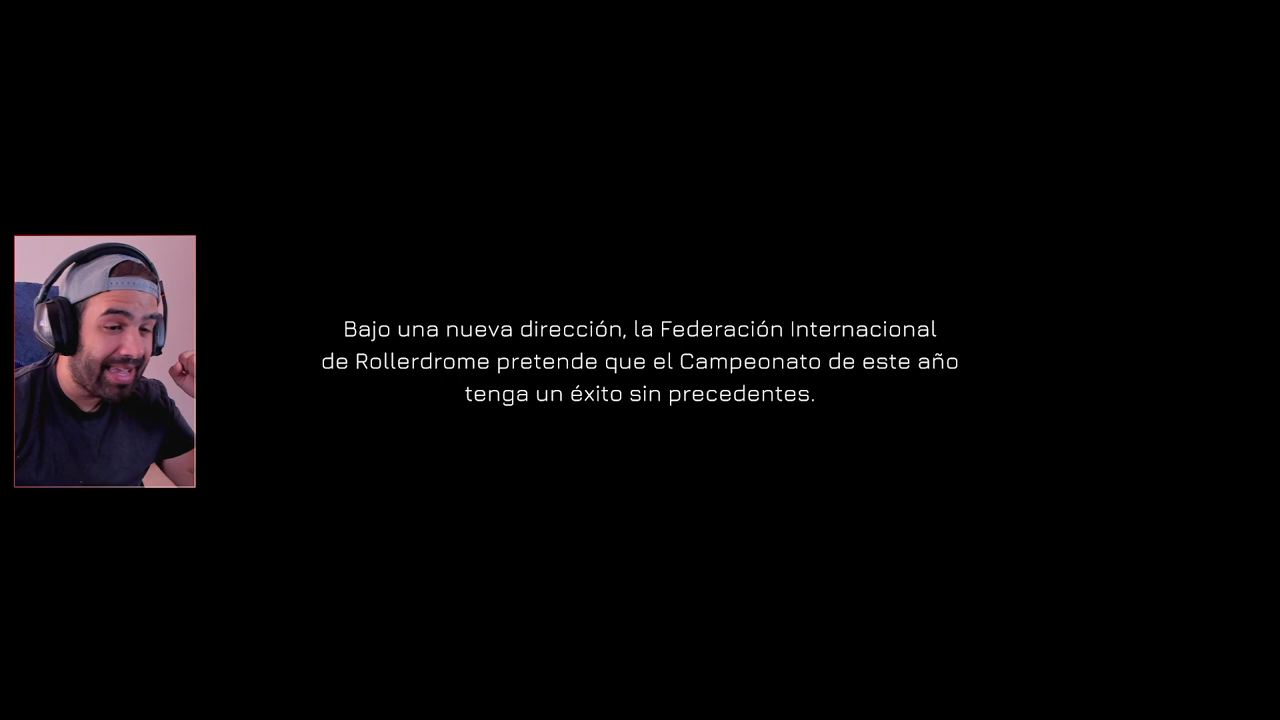 Bajo una nueva dirección, la Federación Internacional
de Rollerdrome pretende que el Campeonato de este año
tenga un éxito sin precedentes.